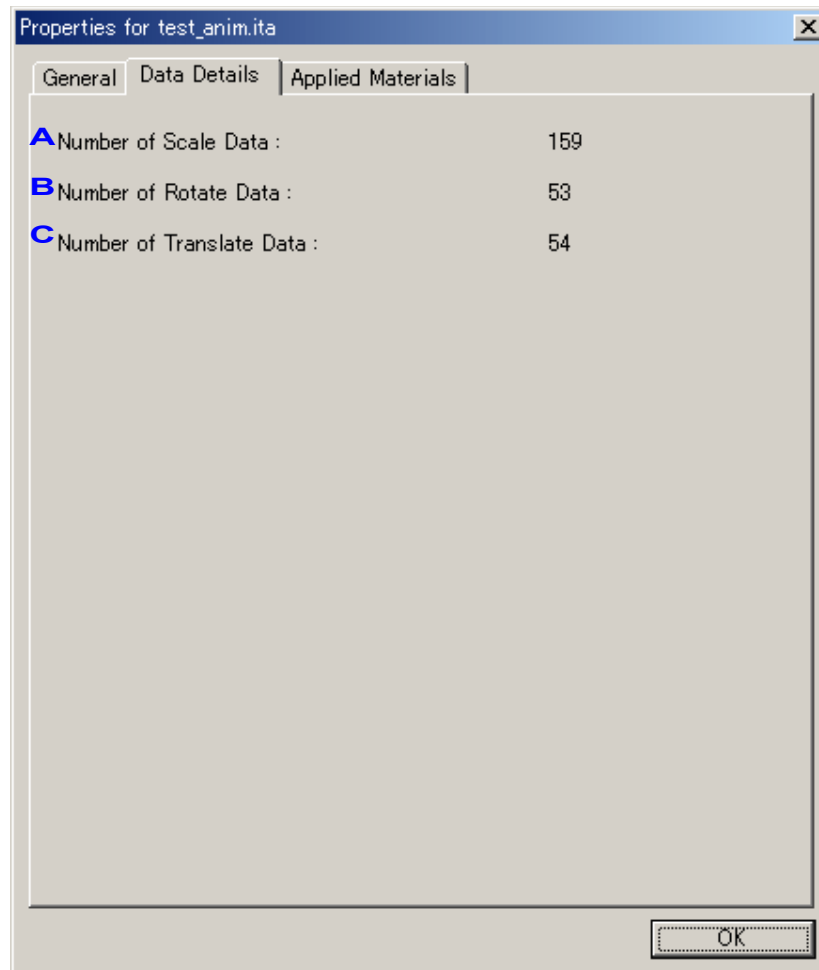 Properties for test_anim.ita
General Data Details Applied Materials
A Number of Scale Data : 159
B Number of Rotate Data : 53
C Number of Translate Data : 54
OK